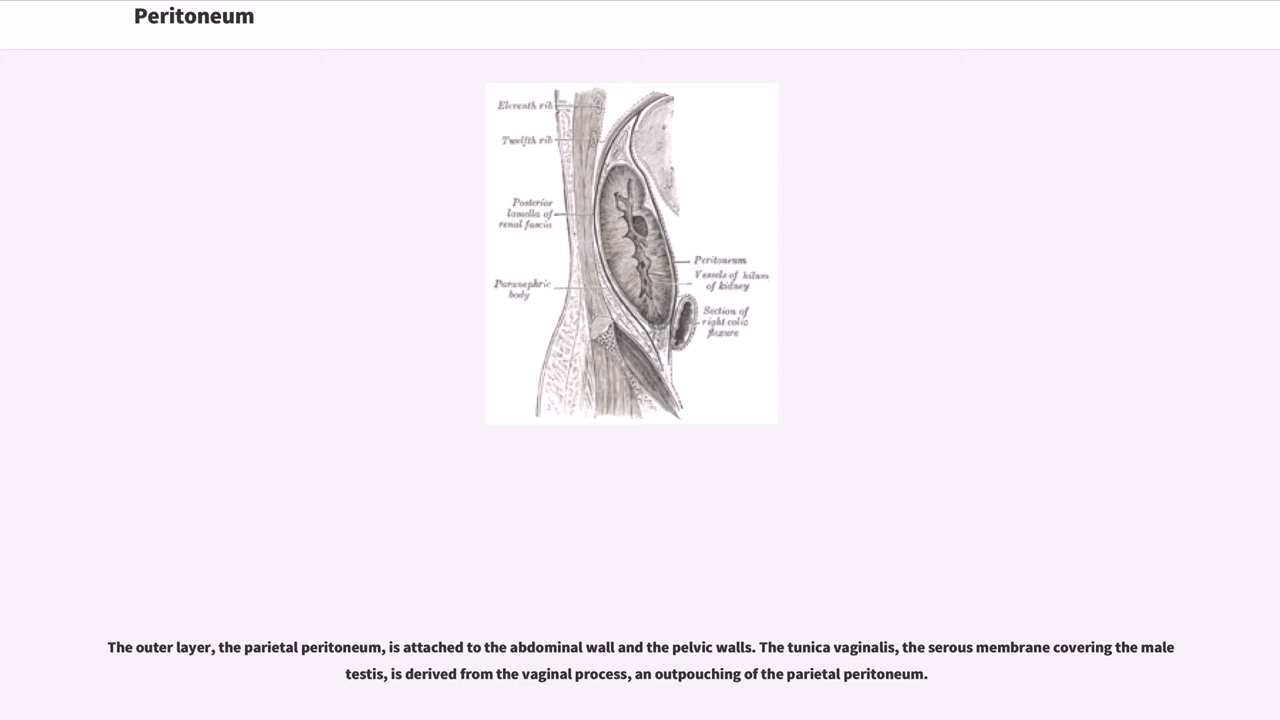 Peritoneum
Eleventh rib
Twelfth rib
Posterior
lamella of
renal fascia
Paranephric
body
Peritoneum
Vessels of hilum
of kidney
Section of
right colic
flexure
The outer layer, the parietal peritoneum, is attached to the abdominal wall and the pelvic walls. The tunica vaginalis, the serous membrane covering the male
testis, is derived from the vaginal process, an outpouching of the parietal peritoneum.